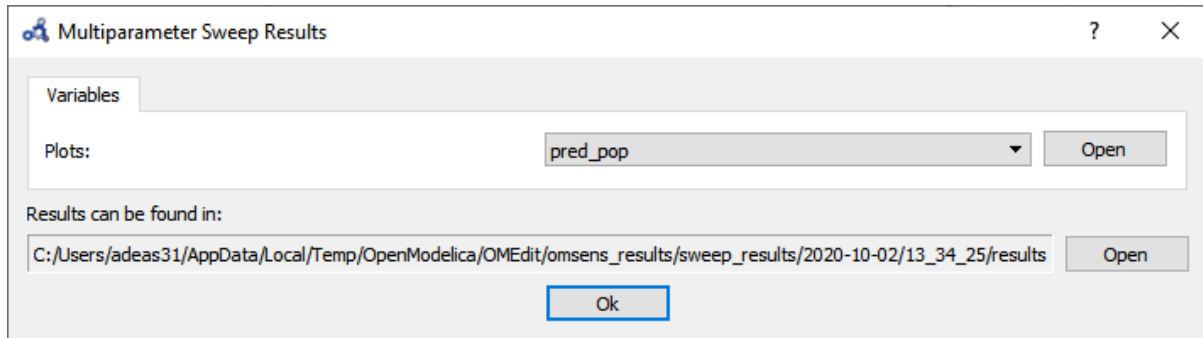 Multiparameter Sweep Results ?
Variables
Plots: pred_pop Open
Results can be found in:
C:/Users/adeas31/AppData/Local/Temp/OpenModelica/OMEdit/omsens_results/sweep_results/2020-10-02/13_34_25/results Open
Ok